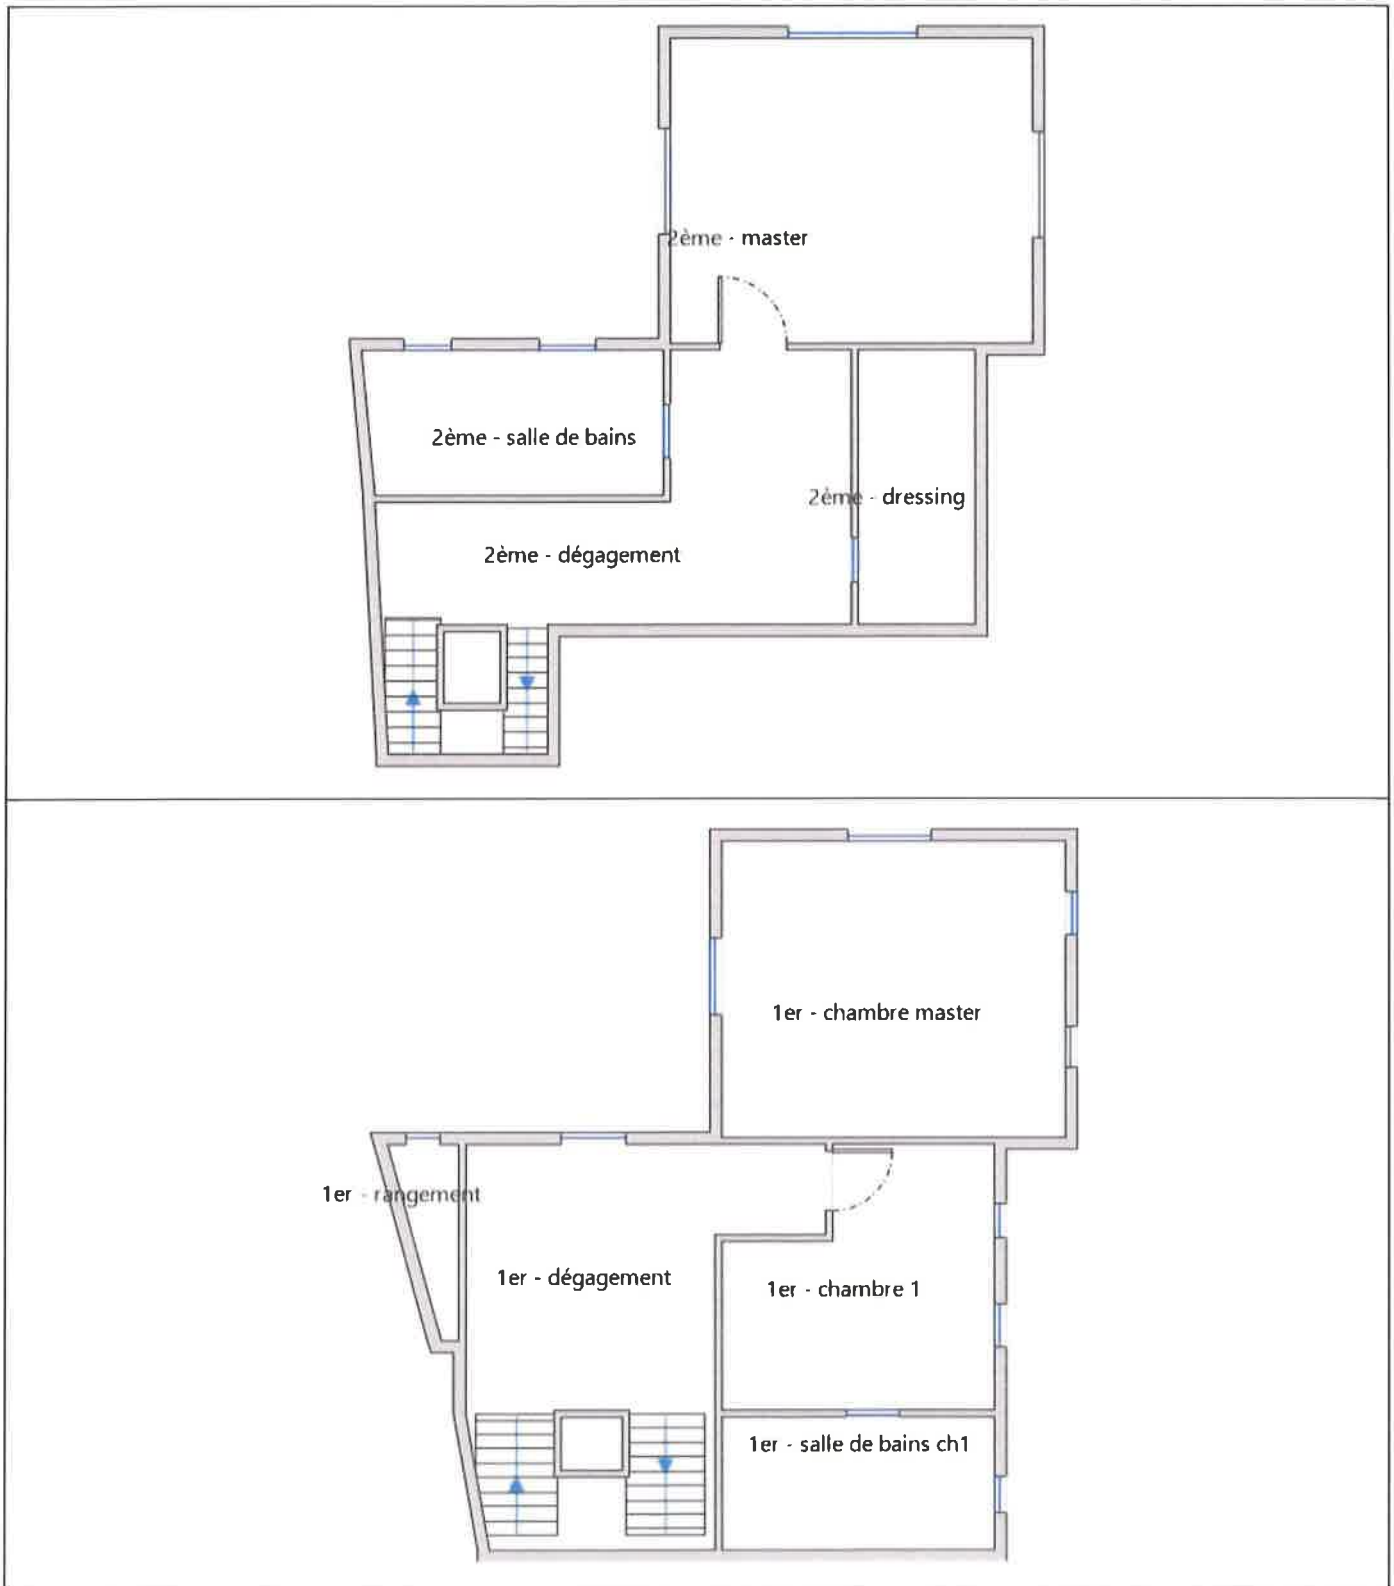 2ème - master
2ème - salle de bains
2ème - dressing
2ème - dégagement
1er - chambre master
1er - rangement
1er - dégagement
1er - chambre 1
1er - salle de bains ch1